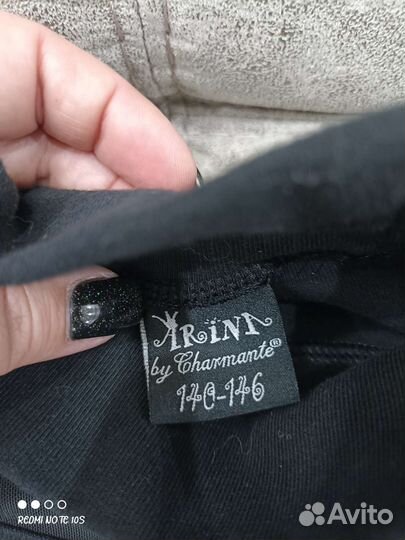 ARiNA
by Charmante®
140-146
REDMI NOTE 10S
Avito